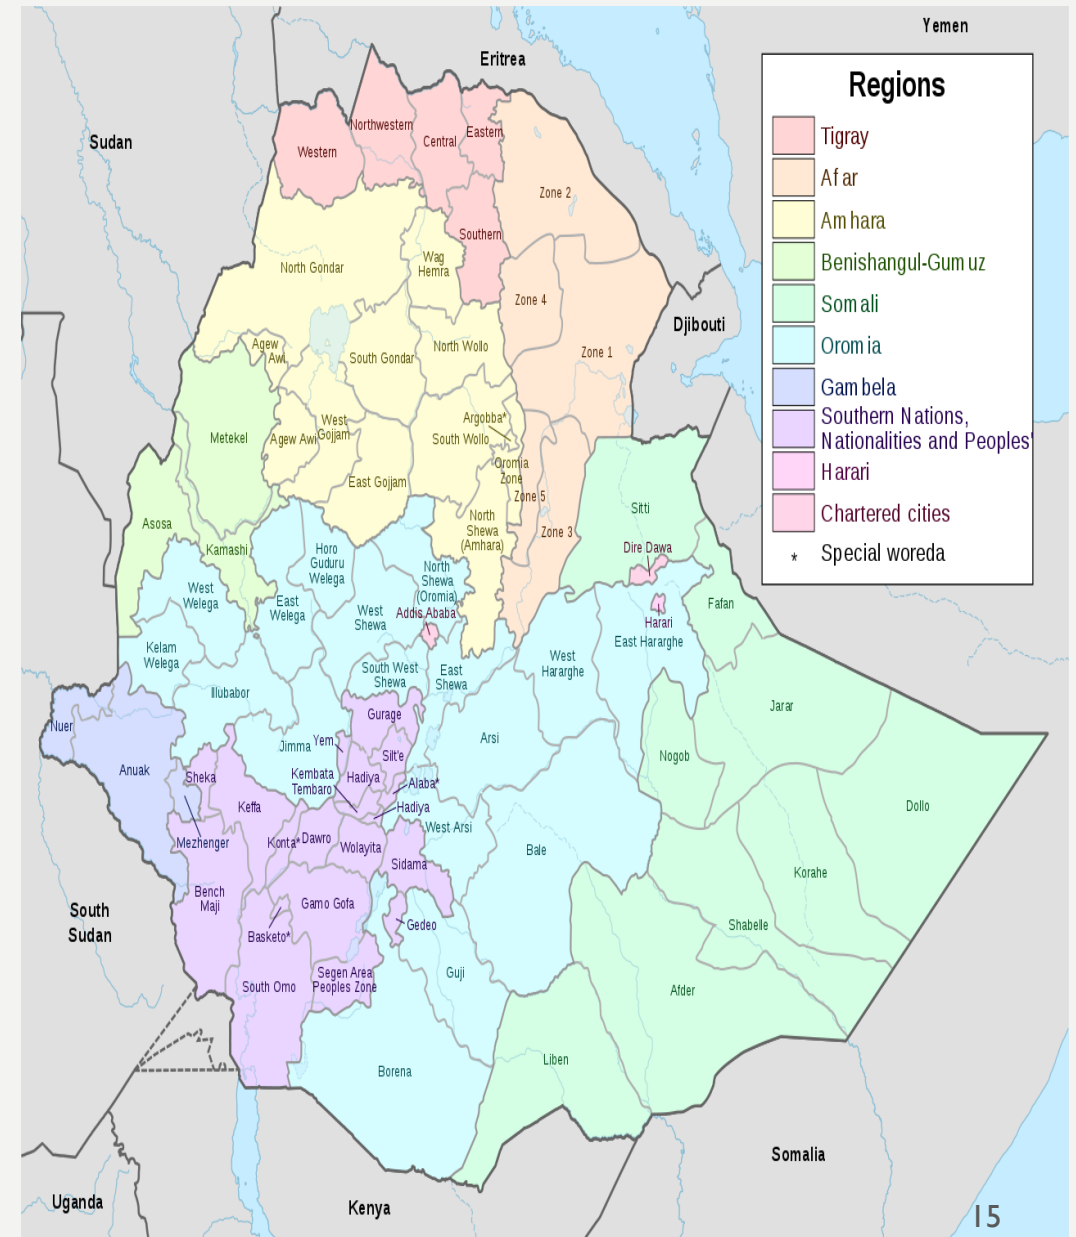 Yemen
Eritrea
Sudan
Djibouti
South
Sudan
Uganda
Kenya
Somalia
Regions
Tigray
Afar
Amhara
Benishangul-Gumuz
Somali
Oromia
Gambela
Southern Nations,
Nationalities and Peoples'
Harari
Chartered cities
* Special woreda
Western
Northwestern
Central
Eastern
Southern
Zone 2
Zone 4
Zone 1
Zone 5
Zone 3
North Gondar
Wag
Hemra
Agew
Awi
South Gondar
North Wollo
West
Gojjam
Agew Awi
Argobba*
South Wollo
Oromia
Zone
East Gojjam
North
Shewa
(Amhara)
Metekel
Asosa
Kamashi
Sitti
Dire Dawa
Harari
Fafan
Jarar
Nogob
Dollo
Korahe
Shabelle
Afder
Liben
Horo
Guduru
Welega
North
Shewa
(Oromia)
Addis Ababa
West
Welega
East
Welega
West
Shewa
Kelam
Welega
South West
Shewa
East
Shewa
West
Hararghe
East Hararghe
Illubabor
Jimma
Arsi
West Arsi
Bale
Guji
Borena
Nuer
Anuak
Mezhenger
Gurage
Yem
Silt'e
Kembata
Tembaro
Hadiya
Alaba*
Hadiya
Sheka
Keffa
Konta*
Dawro
Wolayita
Sidama
Bench
Maji
Gamo Gofa
Basketo*
Gedeo
South Omo
Segen Area
Peoples Zone
15